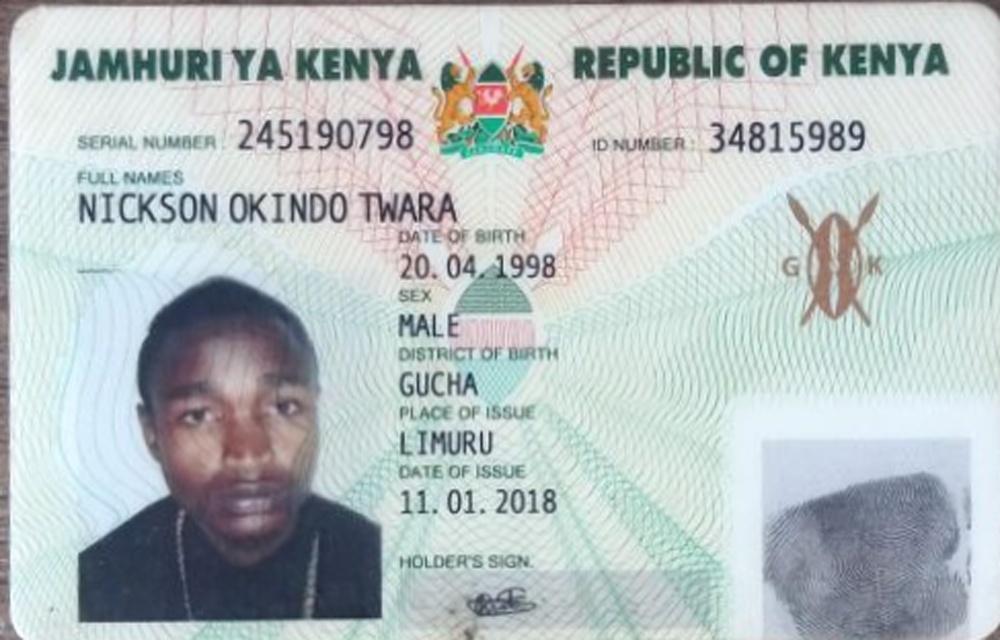 JAMHURI YA KENYA REPUBLIC OF KENYA
SERIAL NUMBER : 245190798 ID NUMBER : 34815989
FULL NAMES
NICKSON OKINDO TWARA
DATE OF BIRTH
20. 04. 1998
G K
SEX
MALE
DISTRICT OF BIRTH
GUCHA
PLACE OF ISSUE
LIMURU
DATE OF ISSUE
11. 01. 2018
HOLDER'S SIGN.